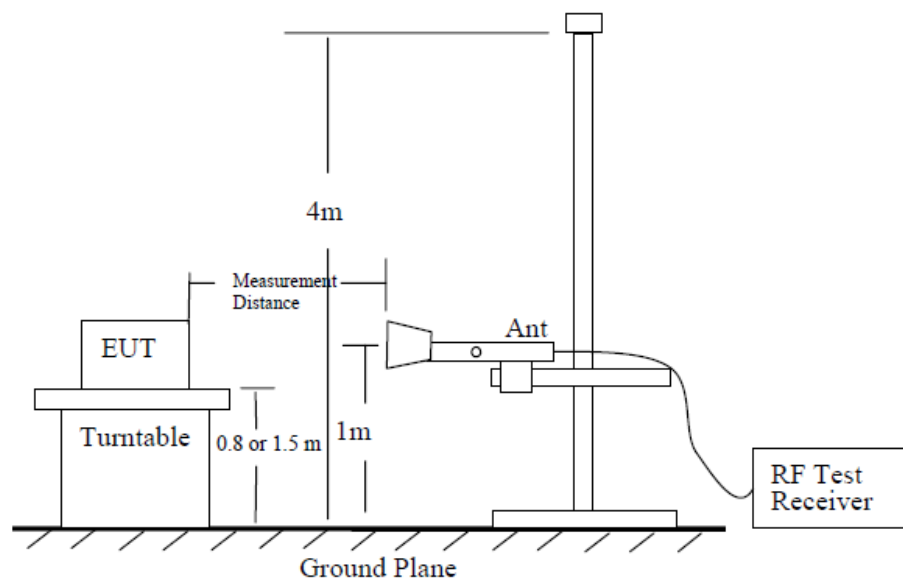 4m
Measurement
Distance
EUT
Ant
Turntable
0.8 or 1.5 m
1m
RF Test
Receiver
Ground Plane